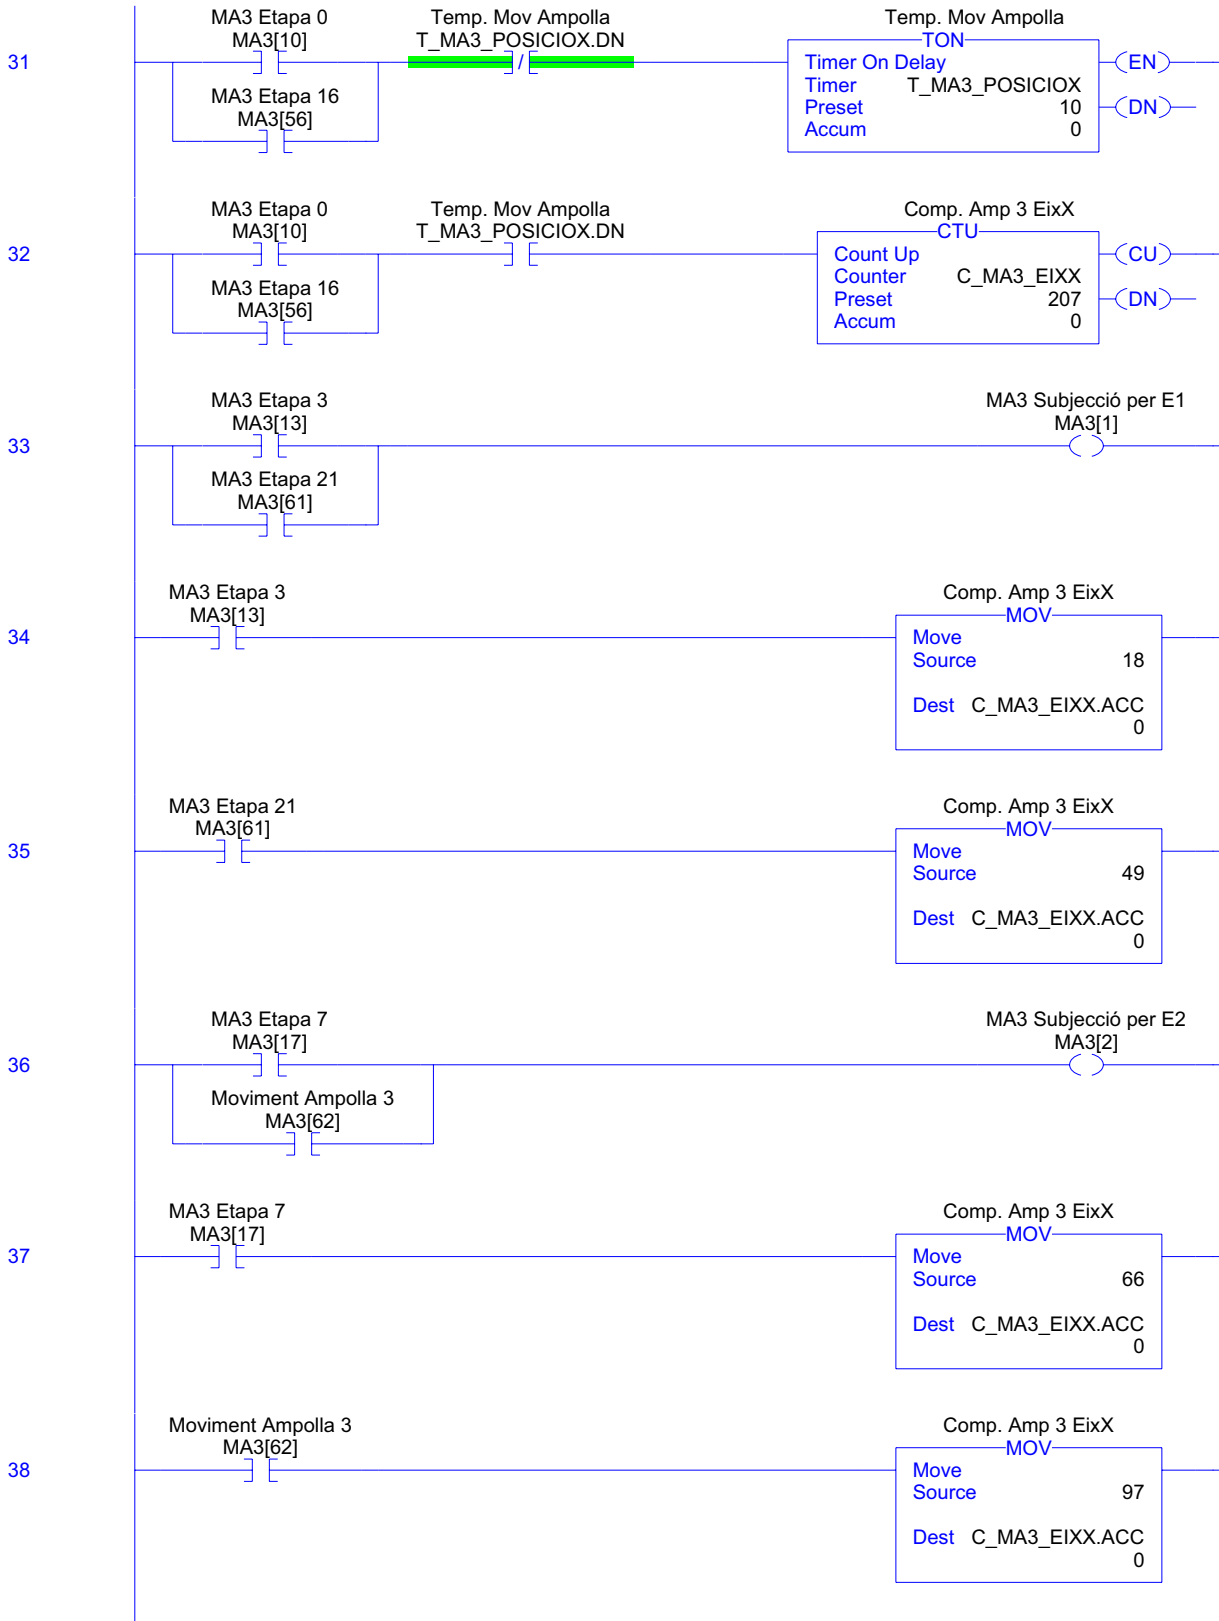 MA3 Etapa 0
MA3[10]
Temp. Mov Ampolla
T_MA3_POSICIOX.DN
/
Temp. Mov Ampolla
TON
31
Timer On Delay
Timer T_MA3_POSICIOX
Preset 10
Accum 0
EN
DN
MA3 Etapa 16
MA3[56]
MA3 Etapa 0
MA3[10]
Temp. Mov Ampolla
T_MA3_POSICIOX.DN
Comp. Amp 3 EixX
CTU
32
Count Up
Counter C_MA3_EIXX
Preset 207
Accum 0
CU
DN
MA3 Etapa 16
MA3[56]
MA3 Etapa 3
MA3[13]
MA3 Subjecció per E1
MA3[1]
33
MA3 Etapa 21
MA3[61]
MA3 Etapa 3
MA3[13]
Comp. Amp 3 EixX
MOV
34
Move
Source 18
Dest C_MA3_EIXX.ACC
0
MA3 Etapa 21
MA3[61]
Comp. Amp 3 EixX
MOV
35
Move
Source 49
Dest C_MA3_EIXX.ACC
0
MA3 Etapa 7
MA3[17]
MA3 Subjecció per E2
MA3[2]
36
Moviment Ampolla 3
MA3[62]
MA3 Etapa 7
MA3[17]
Comp. Amp 3 EixX
MOV
37
Move
Source 66
Dest C_MA3_EIXX.ACC
0
Moviment Ampolla 3
MA3[62]
Comp. Amp 3 EixX
MOV
38
Move
Source 97
Dest C_MA3_EIXX.ACC
0